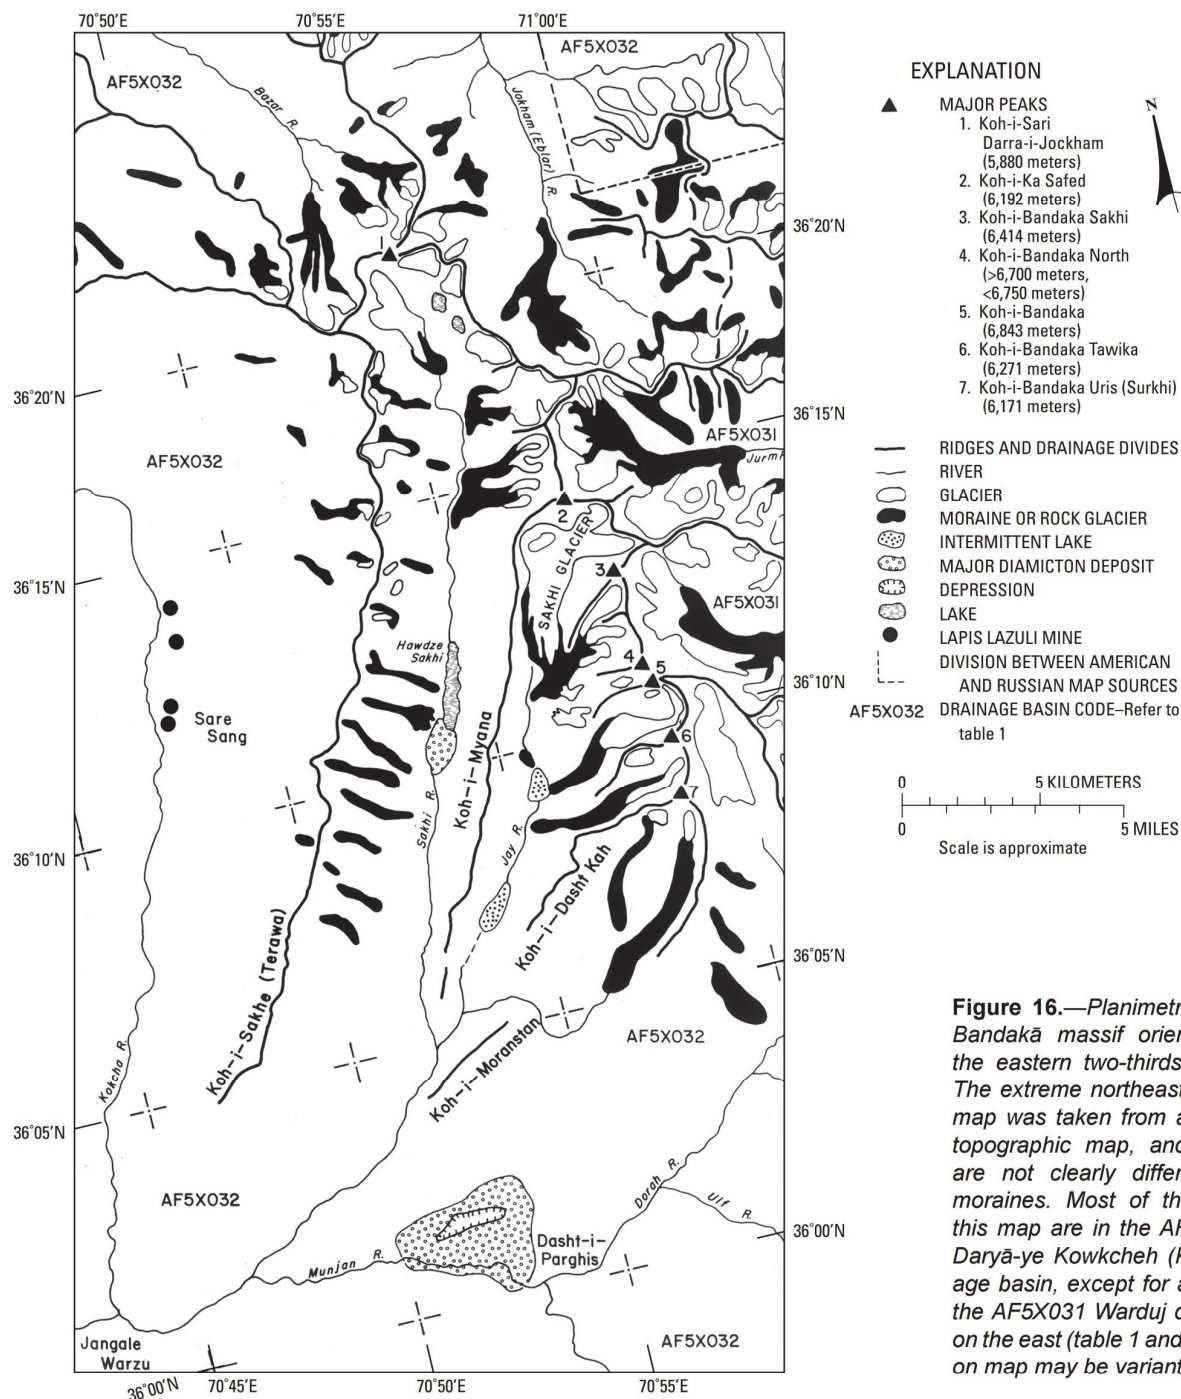 70°50′E
70°55′E
71°00′E
AF5X032
AF5X032
Bazar R.
Jokham (Eblar) R.
1
36°20′N
36°20′N
36°15′N
AF5X031
AF5X032
2
SAKHI GLACIER
3
36°15′N
AF5X031
Hawdze
Sakhi
4
5
36°10′N
Sare
Sang
6
Koh-i-Myana
7
Sakhi R.
Jay R.
36°10′N
Koh-i-Dasht Kah
Koh-i-Sakhe (Terawa)
36°05′N
Kokcha R.
Koh-i-Moranstan
AF5X032
36°05′N
AF5X032
Dorah R.
Ulf R.
36°00′N
Dasht-i-
Parghis
Munjan R.
Jangale
Warzu
AF5X032
36°00′N
70°45′E
70°50′E
70°55′E
EXPLANATION
MAJOR PEAKS
1. Koh-i-Sari
Darra-i-Jockham
(5,880 meters)
2. Koh-i-Ka Safed
(6,192 meters)
3. Koh-i-Bandaka Sakhi
(6,414 meters)
4. Koh-i-Bandaka North
(>6,700 meters,
<6,750 meters)
5. Koh-i-Bandaka
(6,843 meters)
6. Koh-i-Bandaka Tawika
(6,271 meters)
7. Koh-i-Bandaka Uris (Surkhi)
(6,171 meters)
N
RIDGES AND DRAINAGE DIVIDES
RIVER
GLACIER
MORAINE OR ROCK GLACIER
INTERMITTENT LAKE
MAJOR DIAMICTON DEPOSIT
DEPRESSION
LAKE
LAPIS LAZULI MINE
DIVISION BETWEEN AMERICAN
AND RUSSIAN MAP SOURCES
AF5X032 DRAINAGE BASIN CODE–Refer to
table 1
0 5 KILOMETERS
0 5 MILES
Scale is approximate
Figure 16.—Planimetr
Bandakā massif orien
the eastern two-thirds
The extreme northeast
map was taken from a
topographic map, and
are not clearly differ
moraines. Most of th
this map are in the AF
Daryā-ye Kowkcheh (K
age basin, except for a
the AF5X031 Warduj d
on the east (table 1 and
on map may be variant